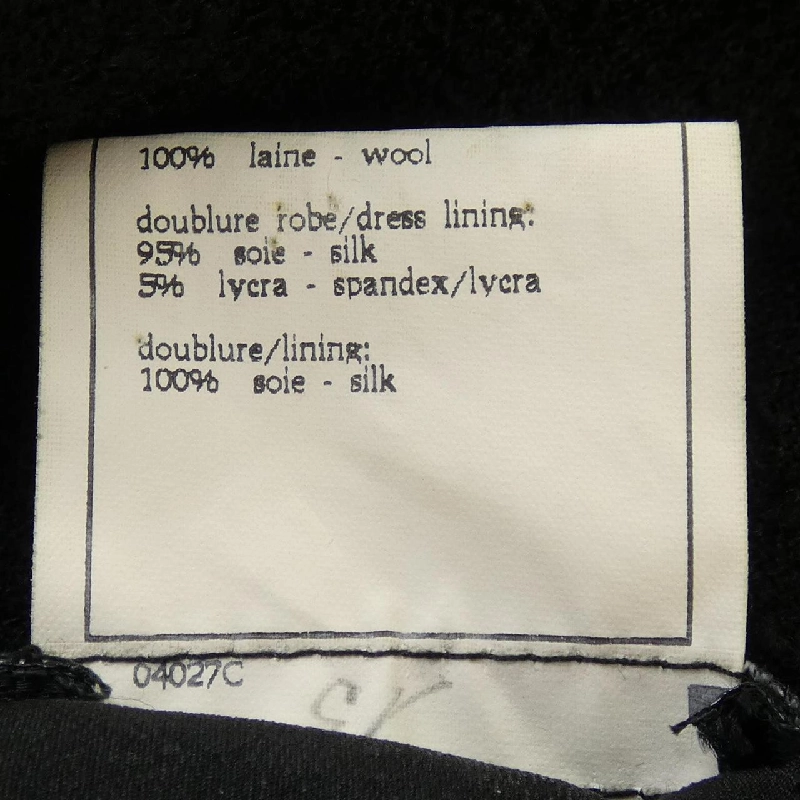 100% laine - wool
doublure robe/dress lining:
95% soie - silk
5% lycra - spandex/lycra
doublure/lining:
100% soie - silk
04027C